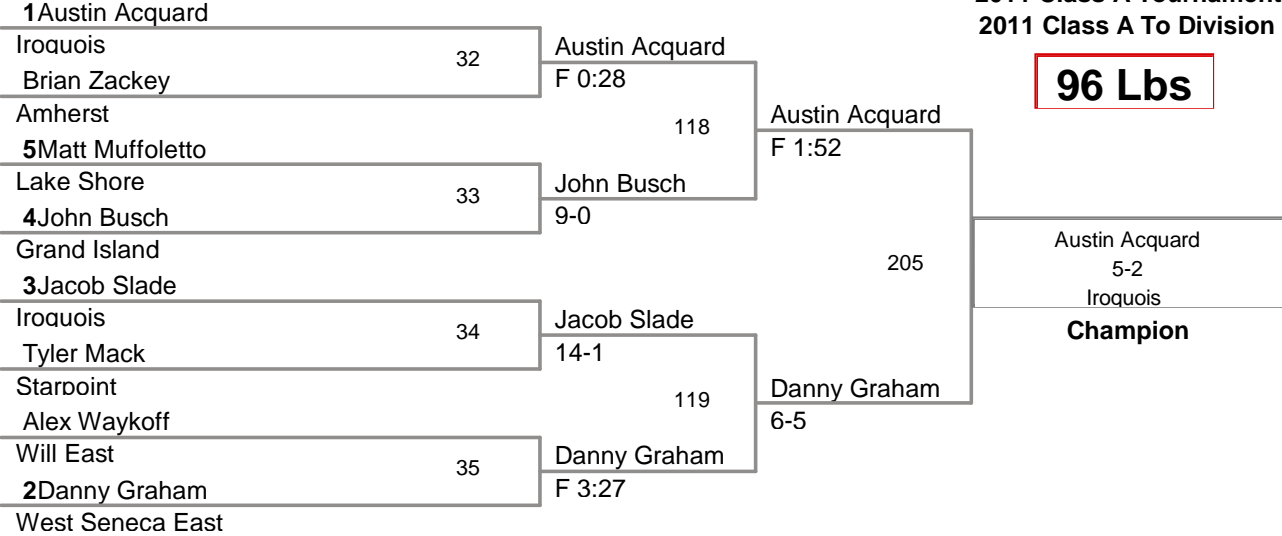 2011 Class A Tournament
2011 Class A To Division
96 Lbs
1Austin Acquard
Iroquois
Brian Zackey
Amherst
5Matt Muffoletto
Lake Shore
4John Busch
Grand Island
3Jacob Slade
Iroquois
Tyler Mack
Starpoint
Alex Waykoff
Will East
2Danny Graham
West Seneca East
32
33
34
35
Austin Acquard
F 0:28
John Busch
9-0
Jacob Slade
14-1
Danny Graham
F 3:27
118
119
Austin Acquard
F 1:52
Danny Graham
6-5
205
Austin Acquard
5-2
Iroquois
Champion